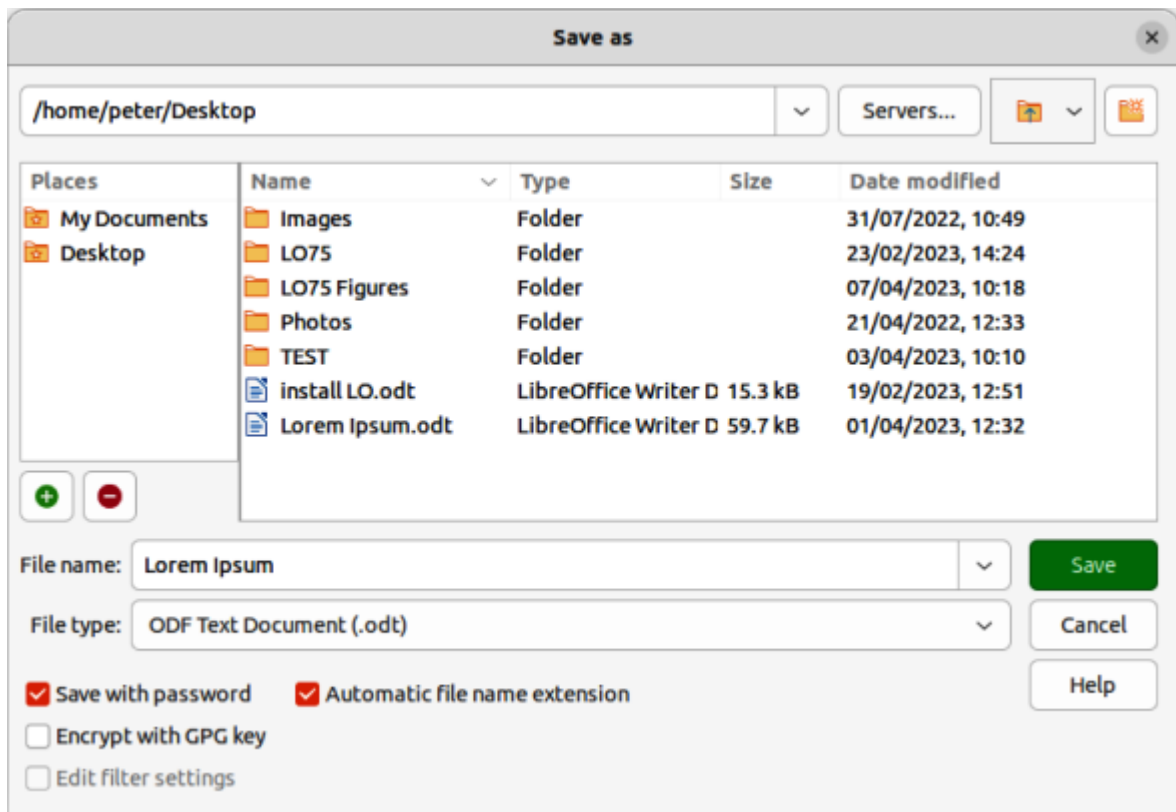 Save as
/home/peter/Desktop Servers...
Places Name Type Size Date modified
My Documents Images Folder 31/07/2022, 10:49
Desktop LO75 Folder 23/02/2023, 14:24
LO75 Figures Folder 07/04/2023, 10:18
Photos Folder 21/04/2022, 12:33
TEST Folder 03/04/2023, 10:10
install LO.odt LibreOffice Writer D 15.3 kB 19/02/2023, 12:51
Lorem Ipsum.odt LibreOffice Writer D 59.7 kB 01/04/2023, 12:32
File name: Lorem Ipsum Save
File type: ODF Text Document (.odt) Cancel
Save with password Automatic file name extension Help
Encrypt with GPG key
Edit filter settings